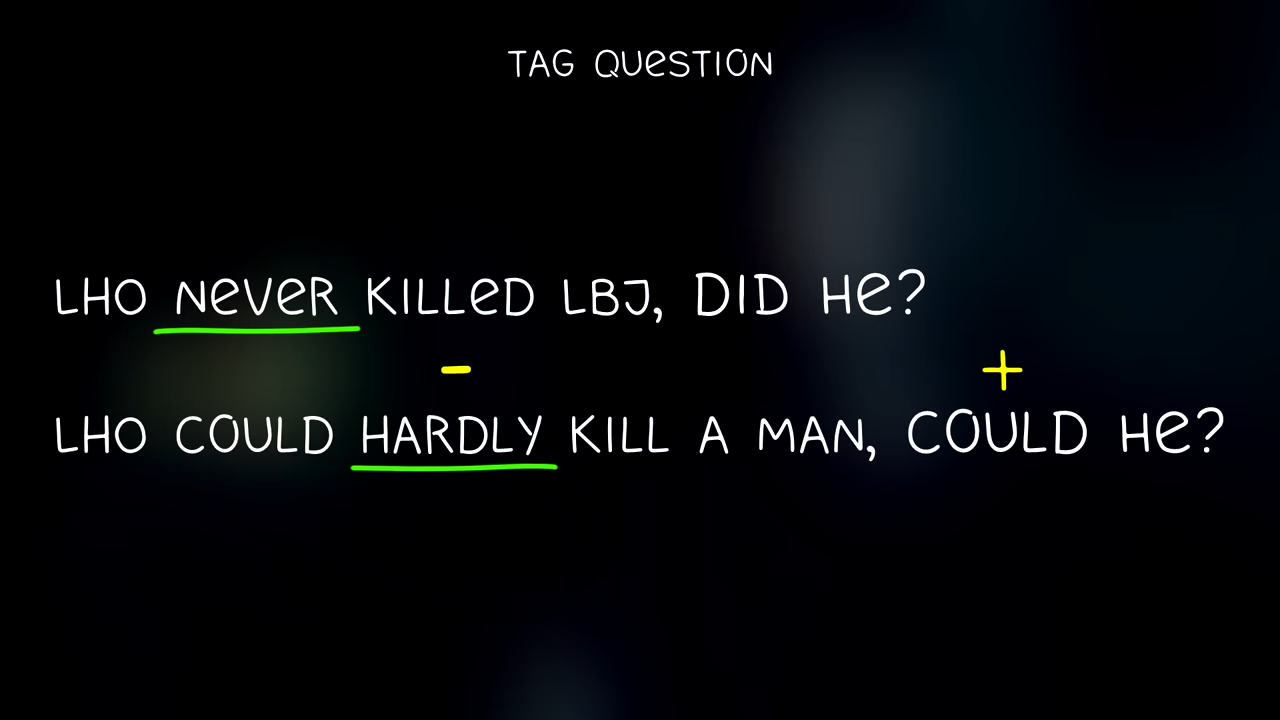 TAG QUESTION
LHO NEVER KILLED LBJ, DID HE?
- +
LHO COULD HARDLY KILL A MAN, COULD HE?